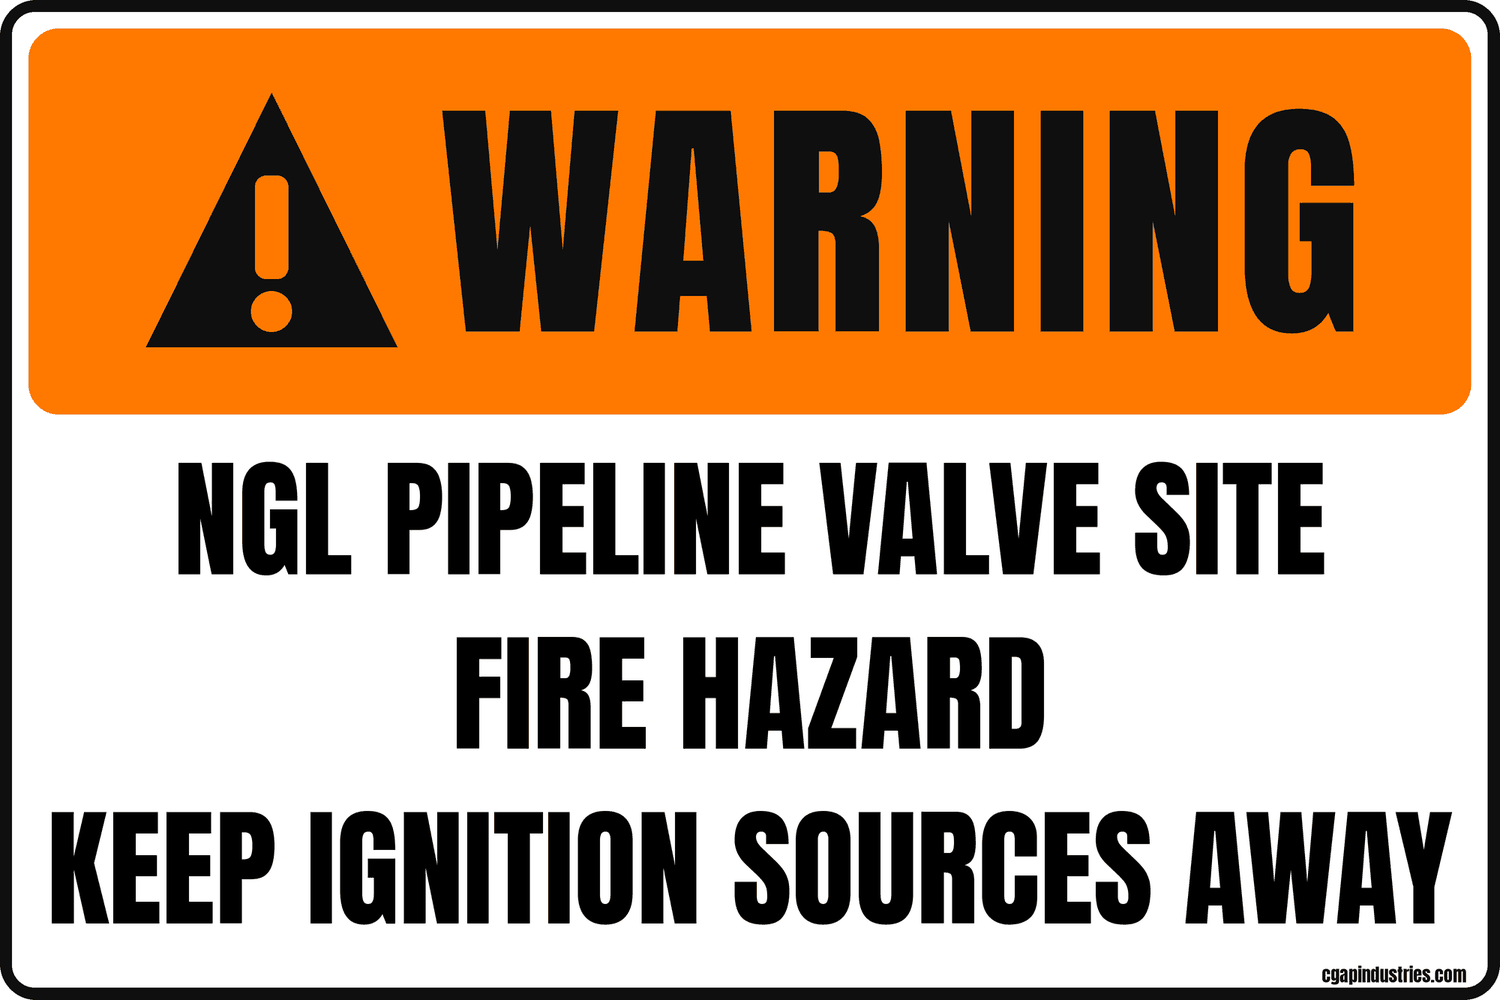 WARNING
NGL PIPELINE VALVE SITE
FIRE HAZARD
KEEP IGNITION SOURCES AWAY
cgapindustries.com